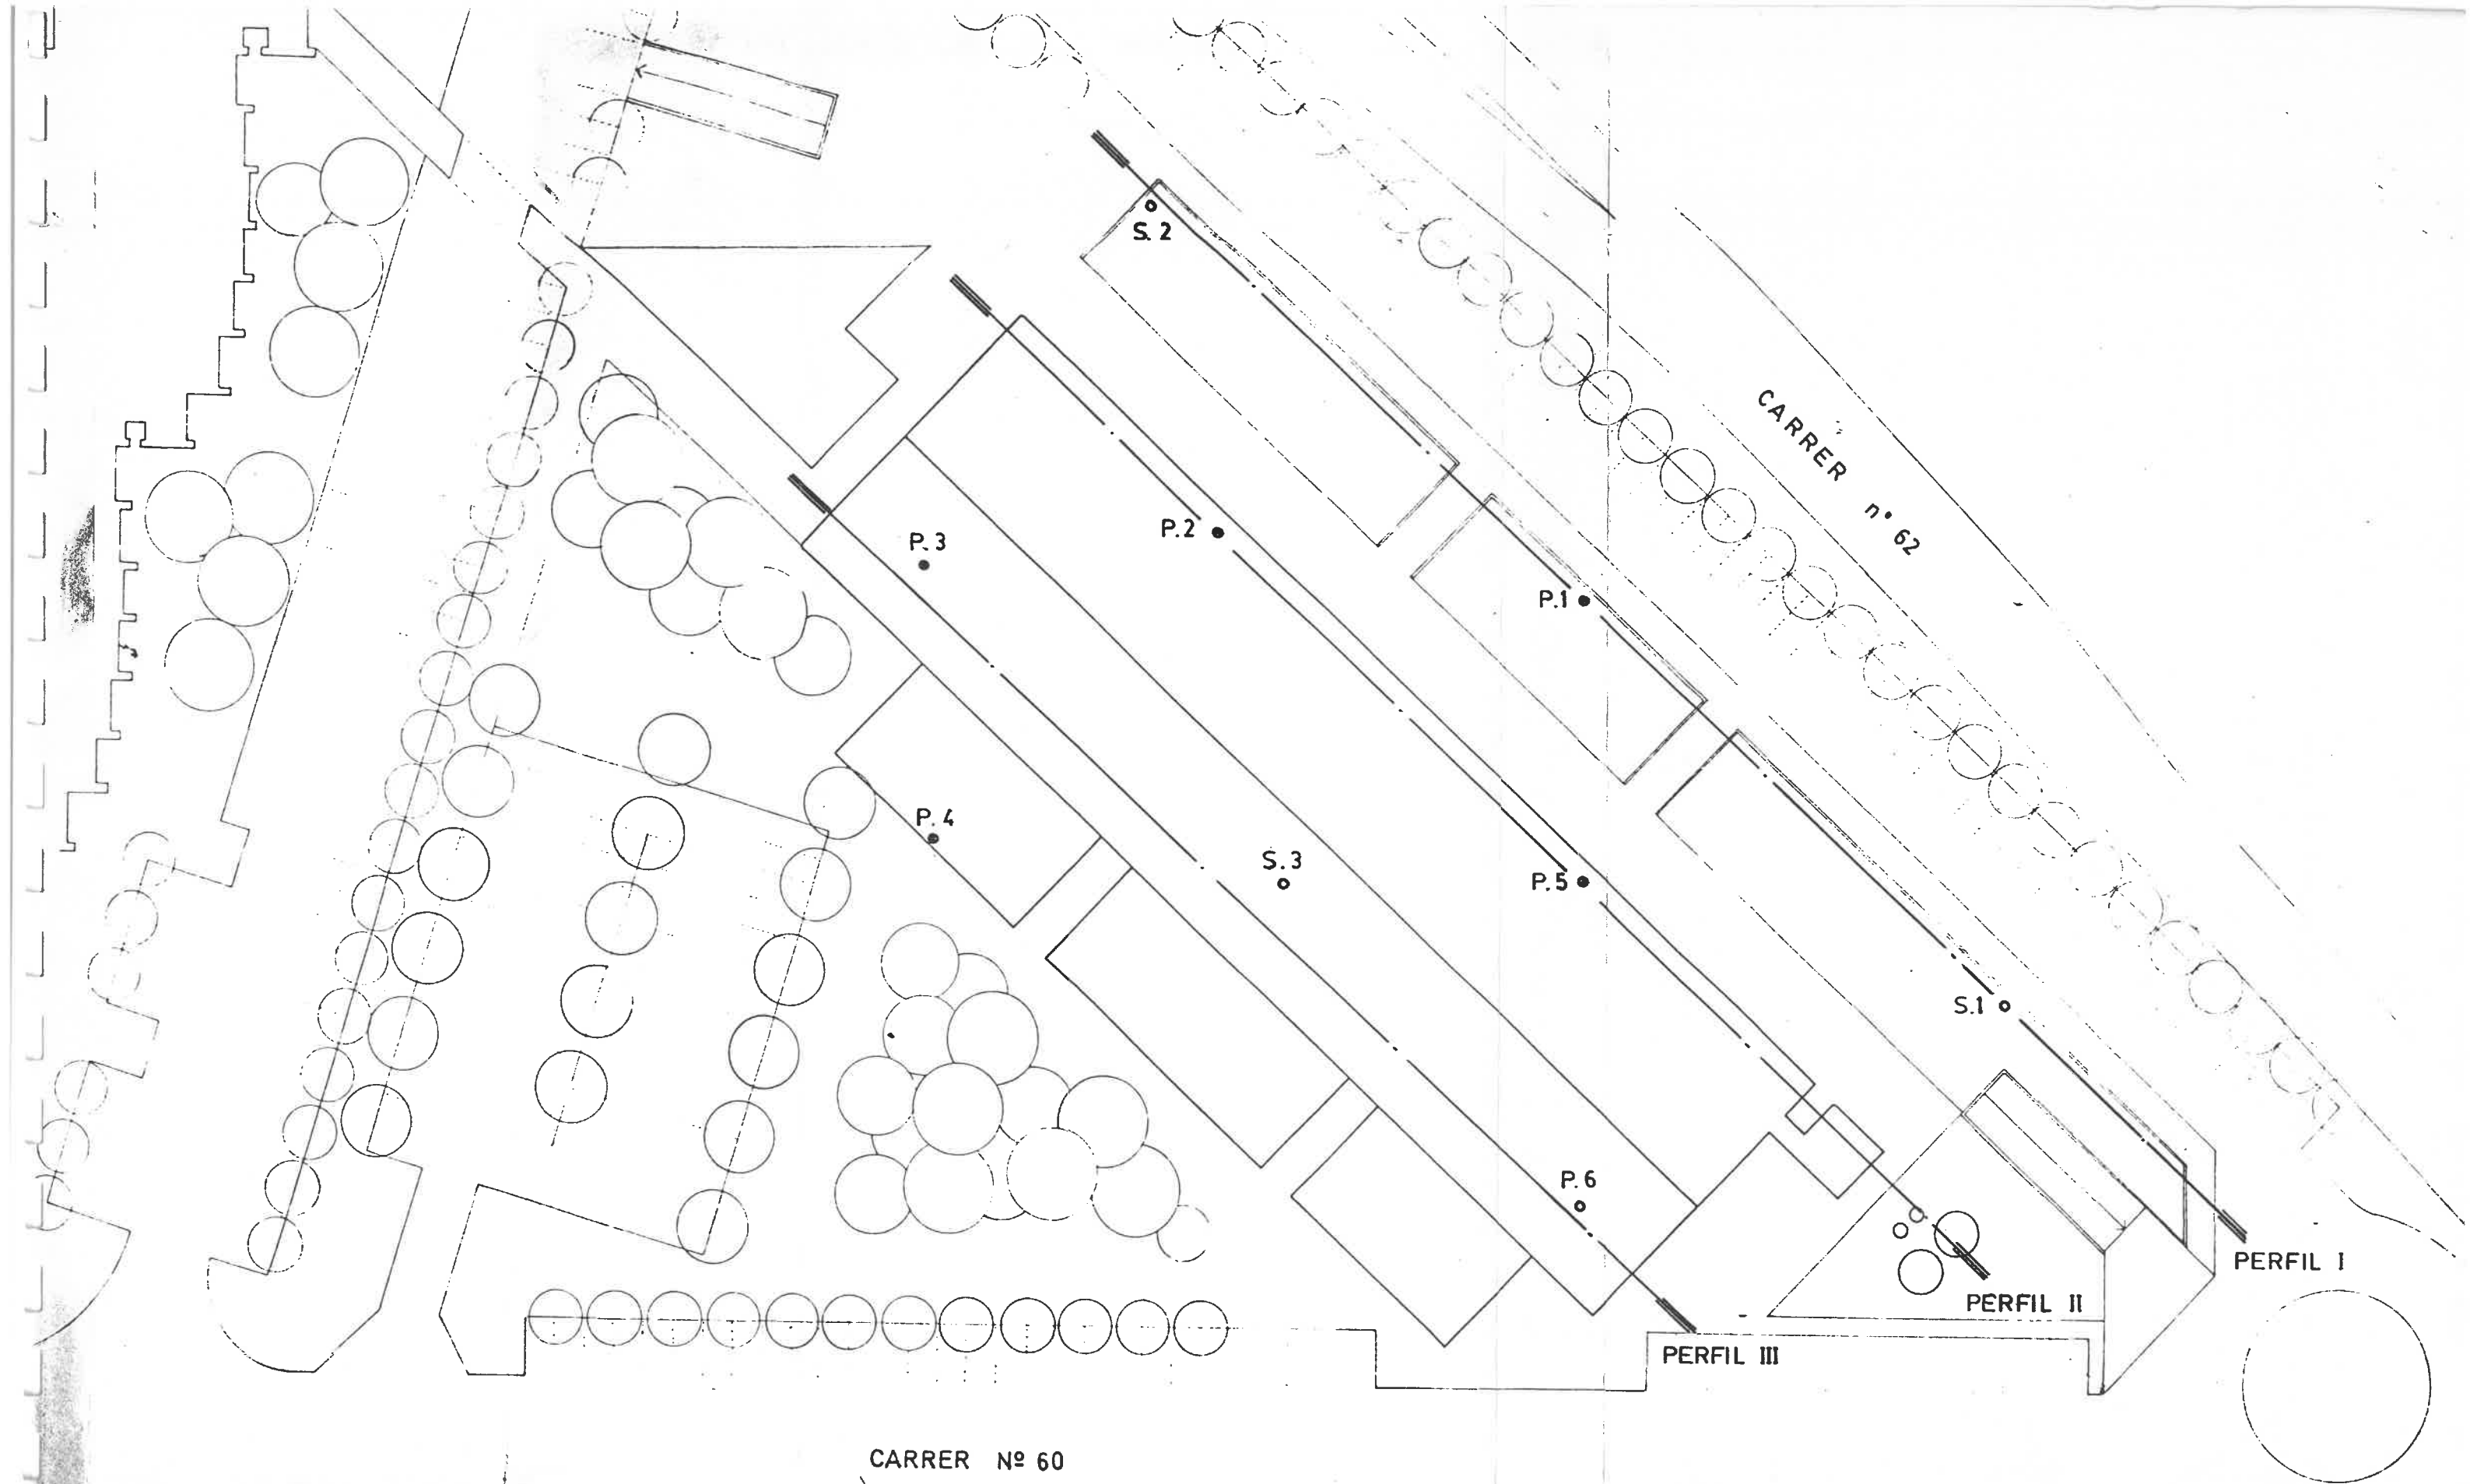 S. 2
CARRER n° 62
P. 3
P.2
P.1
P. 4
S.3
P.5
S.1
P.6
PERFIL I
PERFIL II
PERFIL III
CARRER Nº 60